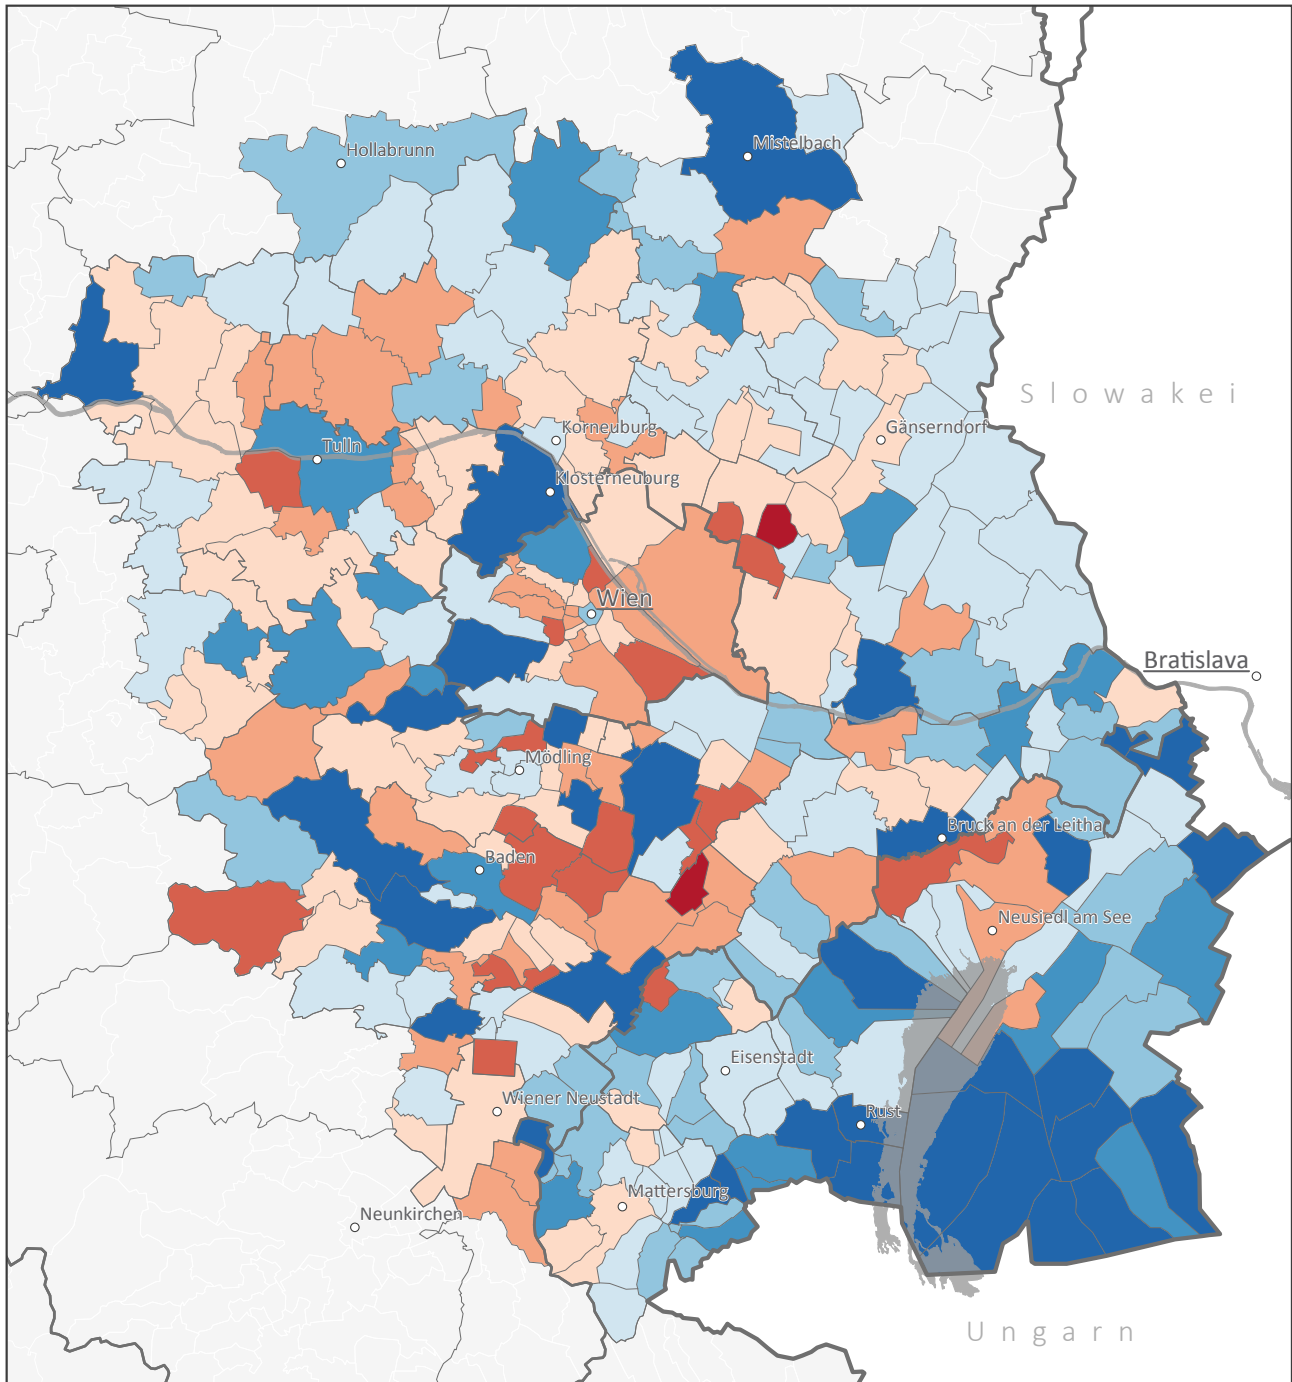 Mistelbach
Hollabrunn
Slowakei
Korneuburg
Gänserndorf
Tulln
Klosterneuburg
Wien
Bratislava
Mödling
Bruck an der Leitha
Baden
Neusiedl am See
Eisenstadt
Wiener Neustadt
Rust
Mattersburg
Neunkirchen
Ungarn